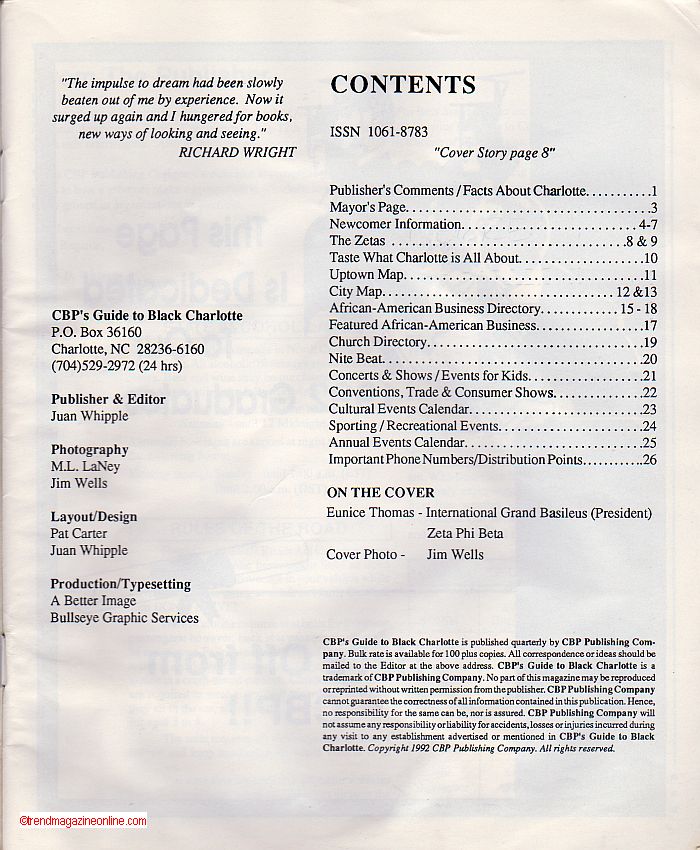 "The impulse to dream had been slowly
beaten out of me by experience. Now it
surged up again and I hungered for books,
new ways of looking and seeing."
RICHARD WRIGHT
CBP's Guide to Black Charlotte
P.O. Box 36160
Charlotte, NC 28236-6160
(704)529-2972 (24 hrs)
Publisher & Editor
Juan Whipple
Photography
M.L. LaNey
Jim Wells
Layout/Design
Pat Carter
Juan Whipple
Production/Typesetting
A Better Image
Bullseye Graphic Services
CONTENTS
ISSN 1061-8783
"Cover Story page 8"
Publisher's Comments / Facts About Charlotte...........1
Mayor's Page.......................................3
Newcomer Information.............................4-7
The Zetas ......................................8 & 9
Taste What Charlotte is All About....................10
Uptown Map.......................................11
City Map...................................... 12 &13
African-American Business Directory............. 15 - 18
Featured African-American Business..................17
Church Directory...................................19
Nite Beat..........................................20
Concerts & Shows / Events for Kids...................21
Conventions, Trade & Consumer Shows...............22
Cultural Events Calendar............................23
Sporting / Recreational Events........................24
Annual Events Calendar.............................25
Important Phone Numbers/Distribution Points...........26
ON THE COVER
Eunice Thomas - International Grand Basileus (President)
Zeta Phi Beta
Cover Photo - Jim Wells
CBP's Guide to Black Charlotte is published quarterly by CBP Publishing Com-
pany. Bulk rate is available for 100 plus copies. All correspondence or ideas should be
mailed to the Editor at the above address. CBP's Guide to Black Charlotte is a
trademark of CBP Publishing Company. No part of this magazine may be reproduced
or reprinted without written permission from the publisher. CBP Publishing Company
cannot guarantee the correctness of all information contained in this publication. Hence,
no responsibility for the same can be, nor is assured. CBP Publishing Company will
not assume any responsibility or liability for accidents, losses or injuries incurred during
any visit to any establishment advertised or mentioned in CBP's Guide to Black
Charlotte. Copyright 1992 CBP Publishing Company. All rights reserved.
©trendmagazineonline.com